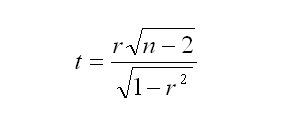 t = r√(n − 2) / √(1 − r²)